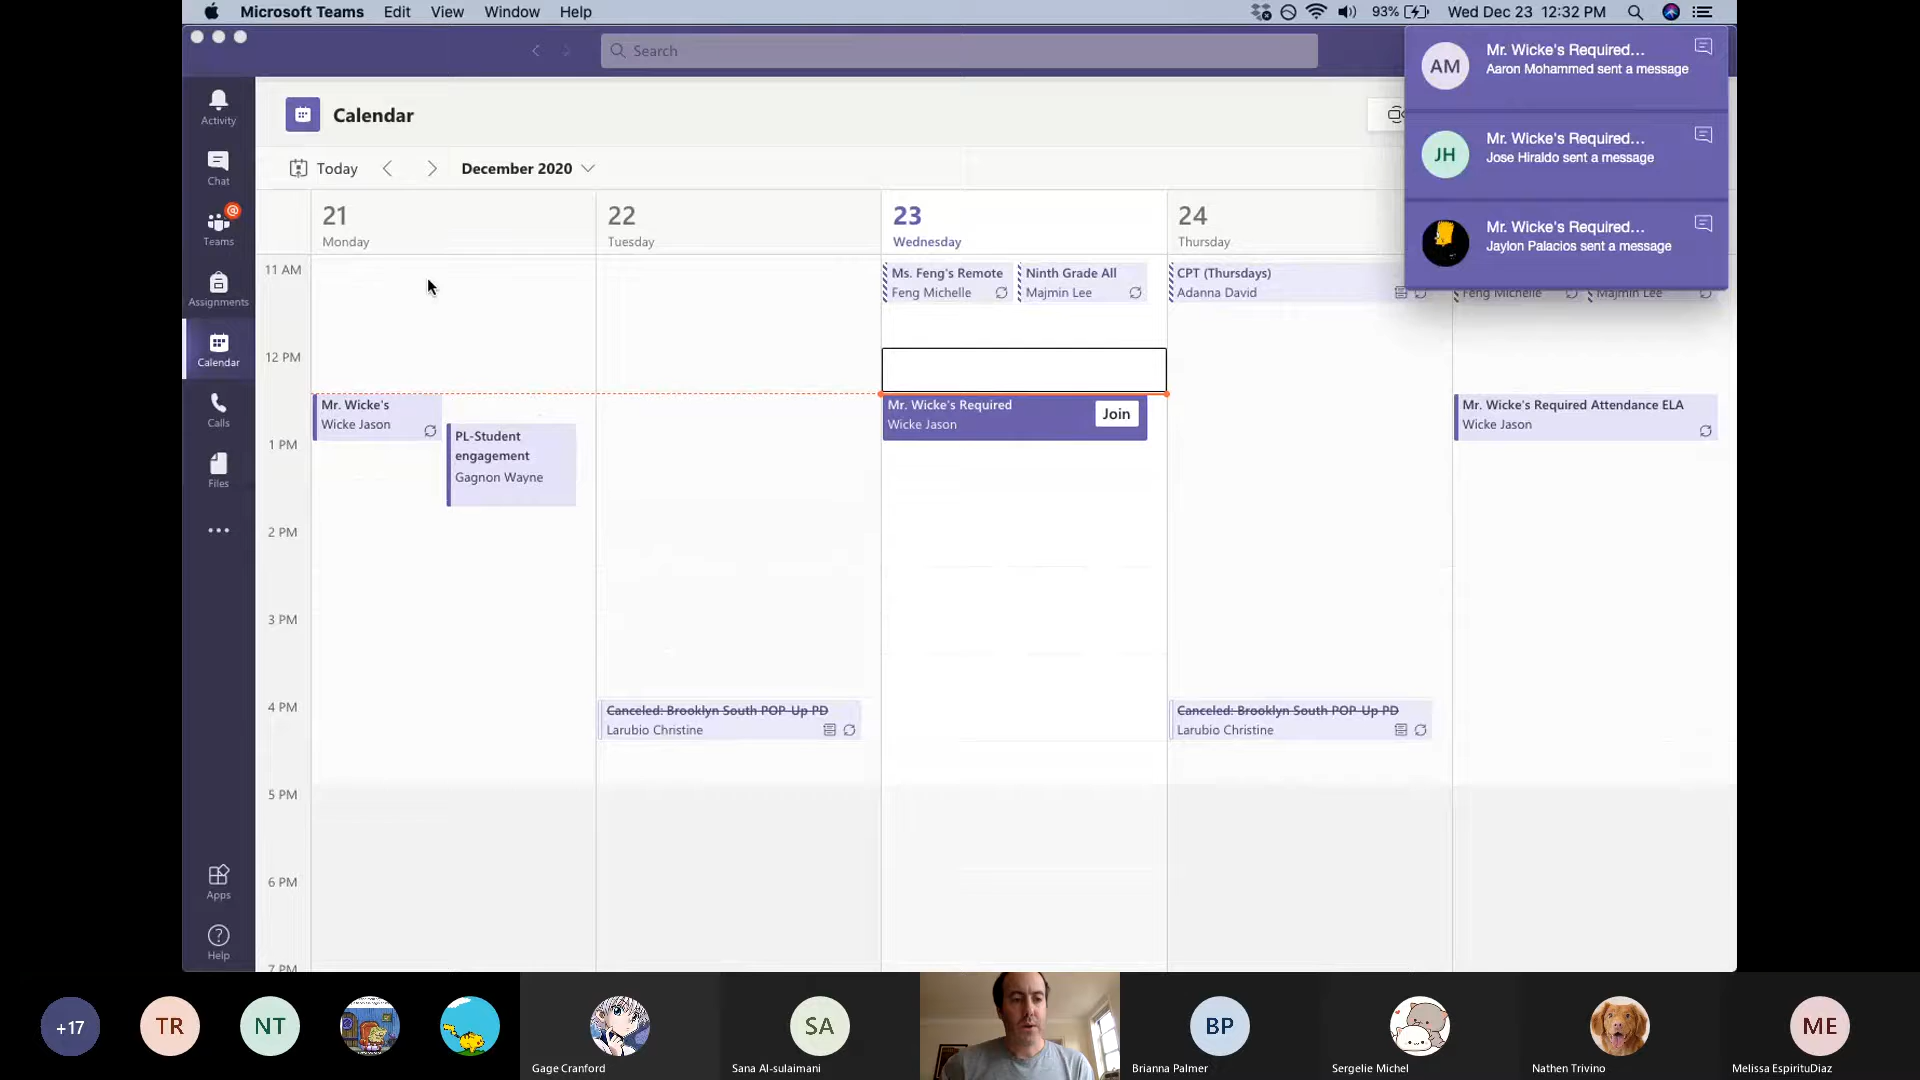 Microsoft Teams Edit View Window Help
93% Wed Dec 23 12:32 PM
Search
Mr. Wicke's Required...
Aaron Mohammed sent a message
AM
Mr. Wicke's Required...
Jose Hiraldo sent a message
JH
Mr. Wicke's Required...
Jaylon Palacios sent a message
Activity
Chat
Teams
Assignments
Calendar
Calls
Files
Apps
Help
Calendar
Today
December 2020
21
Monday
22
Tuesday
23
Wednesday
24
Thursday
11 AM
12 PM
1 PM
2 PM
3 PM
4 PM
5 PM
6 PM
7 PM
Mr. Wicke's
Wicke Jason
PL-Student
engagement
Gagnon Wayne
Canceled: Brooklyn South POP-Up PD
Larubio Christine
Ms. Feng's Remote
Feng Michelle
Ninth Grade All
Majmin Lee
Mr. Wicke's Required
Wicke Jason
Join
CPT (Thursdays)
Adanna David
Canceled: Brooklyn South POP-Up PD
Larubio Christine
Feng Michelle
Majmin Lee
Mr. Wicke's Required Attendance ELA
Wicke Jason
+17
TR
NT
Gage Cranford
SA
Sana Al-sulaimani
BP
Brianna Palmer
Sergelie Michel
Nathen Trivino
ME
Melissa EspirituDiaz